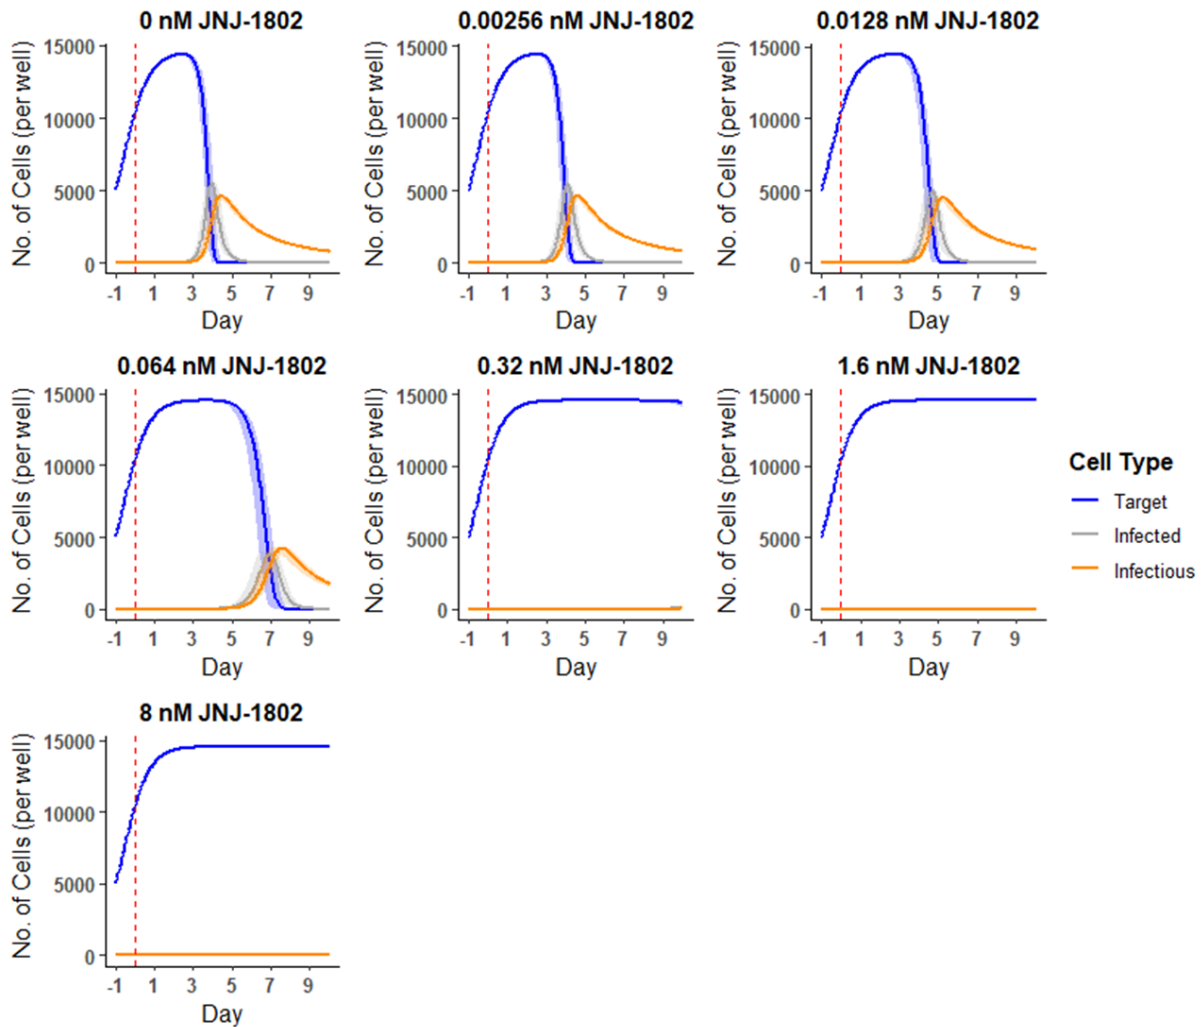 0 nM JNJ-1802
0.00256 nM JNJ-1802
0.0128 nM JNJ-1802
No. of Cells (per well)
15000
10000
5000
0
-1 1 3 5 7 9
Day
No. of Cells (per well)
15000
10000
5000
0
-1 1 3 5 7 9
Day
No. of Cells (per well)
15000
10000
5000
0
-1 1 3 5 7 9
Day
0.064 nM JNJ-1802
0.32 nM JNJ-1802
1.6 nM JNJ-1802
No. of Cells (per well)
15000
10000
5000
0
-1 1 3 5 7 9
Day
No. of Cells (per well)
15000
10000
5000
0
-1 1 3 5 7 9
Day
No. of Cells (per well)
15000
10000
5000
0
-1 1 3 5 7 9
Day
Cell Type
Target
Infected
Infectious
8 nM JNJ-1802
No. of Cells (per well)
15000
10000
5000
0
-1 1 3 5 7 9
Day